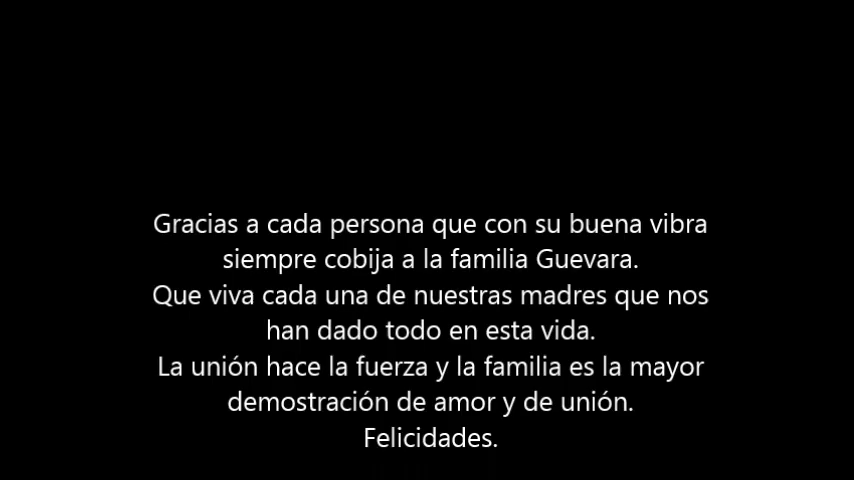 Gracias a cada persona que con su buena vibra
siempre cobija a la familia Guevara.
Que viva cada una de nuestras madres que nos
han dado todo en esta vida.
La unión hace la fuerza y la familia es la mayor
demostración de amor y de unión.
Felicidades.